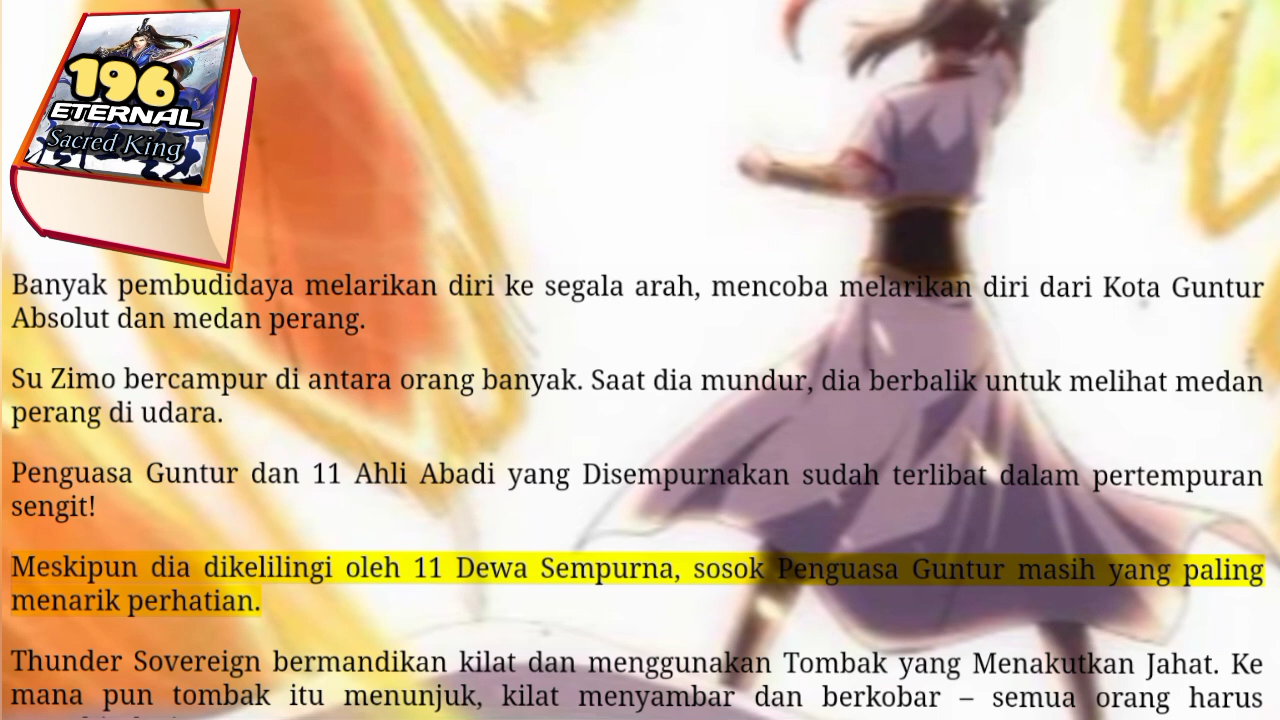 196
ETERNAL
Sacred King
Banyak pembudidaya melarikan diri ke segala arah, mencoba melarikan diri dari Kota Guntur
Absolut dan medan perang.
Su Zimo bercampur di antara orang banyak. Saat dia mundur, dia berbalik untuk melihat medan
perang di udara.
Penguasa Guntur dan 11 Ahli Abadi yang Disempurnakan sudah terlibat dalam pertempuran
sengit!
Meskipun dia dikelilingi oleh 11 Dewa Sempurna, sosok Penguasa Guntur masih yang paling
menarik perhatian.
Thunder Sovereign bermandikan kilat dan menggunakan Tombak yang Menakutkan Jahat. Ke
mana pun tombak itu menunjuk, kilat menyambar dan berkobar – semua orang harus